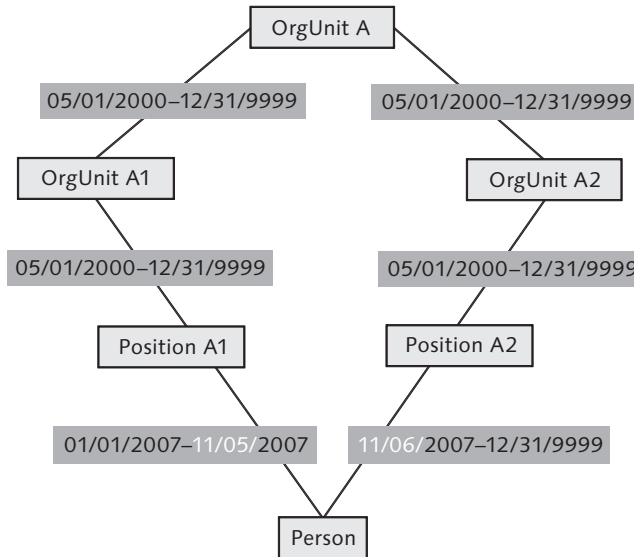 OrgUnit A
05/01/2000–12/31/9999
05/01/2000–12/31/9999
OrgUnit A1
OrgUnit A2
05/01/2000–12/31/9999
05/01/2000–12/31/9999
Position A1
Position A2
01/01/2007–11/05/2007
11/06/2007–12/31/9999
Person